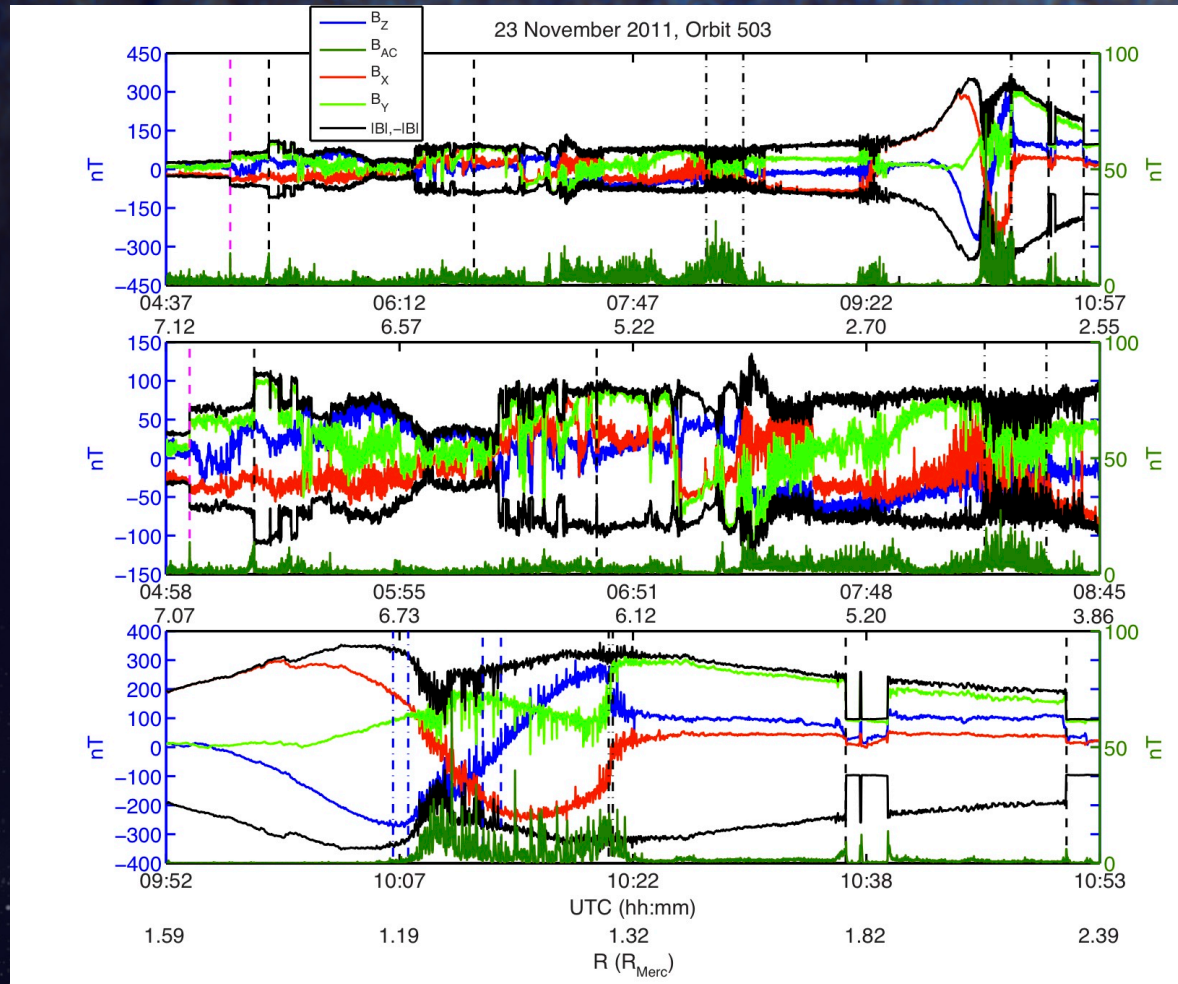 23 November 2011, Orbit 503
B_Z
B_AC
B_X
B_Y
|B|,−|B|
450
300
150
0
−150
−300
−450
nT
100
50
0
nT
04:37 06:12 07:47 09:22 10:57
7.12 6.57 5.22 2.70 2.55
150
100
50
0
−50
−100
−150
nT
100
50
0
nT
04:58 05:55 06:51 07:48 08:45
7.07 6.73 6.12 5.20 3.86
400
300
200
100
0
−100
−200
−300
−400
nT
100
50
0
nT
09:52 10:07 10:22 10:38 10:53
UTC (hh:mm)
1.59 1.19 1.32 1.82 2.39
R (R_Merc)